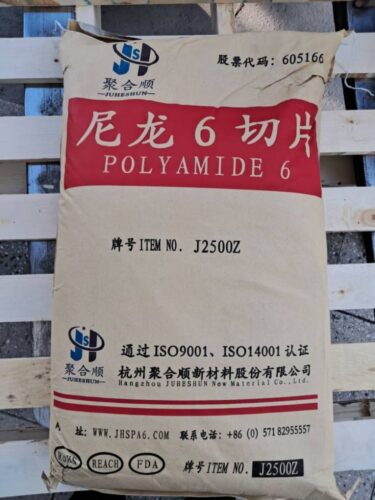 JSH
聚合顺
JUHESHUN
股票代码：605166
尼龙6切片
POLYAMIDE 6
牌号ITEM NO. J2500Z
JSH
聚合顺
JUHESHUN
通过ISO9001、ISO14001认证
杭州聚合顺新材料股份有限公司
Hangzhou JUHESHUN New Material Co.,Ltd.
址：WWW.JHSPA6.COM 联系电话：+86 (0) 571 82955557
RoHS REACH FDA 牌号ITEM NO. J2500Z